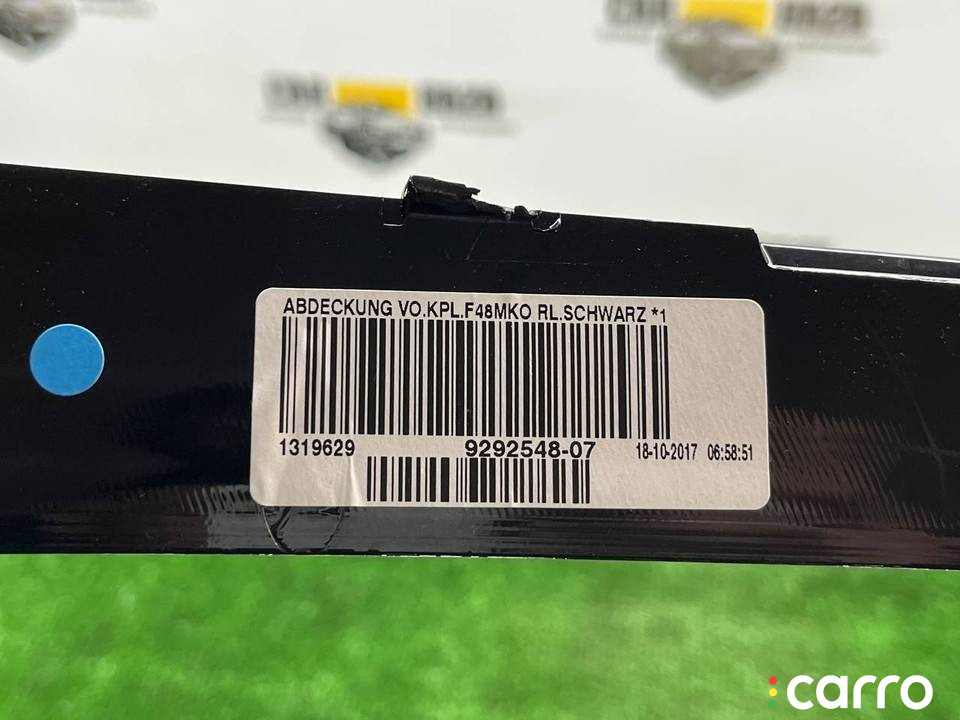 ABDECKUNG VO.KPL.F48MKO RL.SCHWARZ *1
1319629 9292548-07 18-10-2017 06:58:51
carro